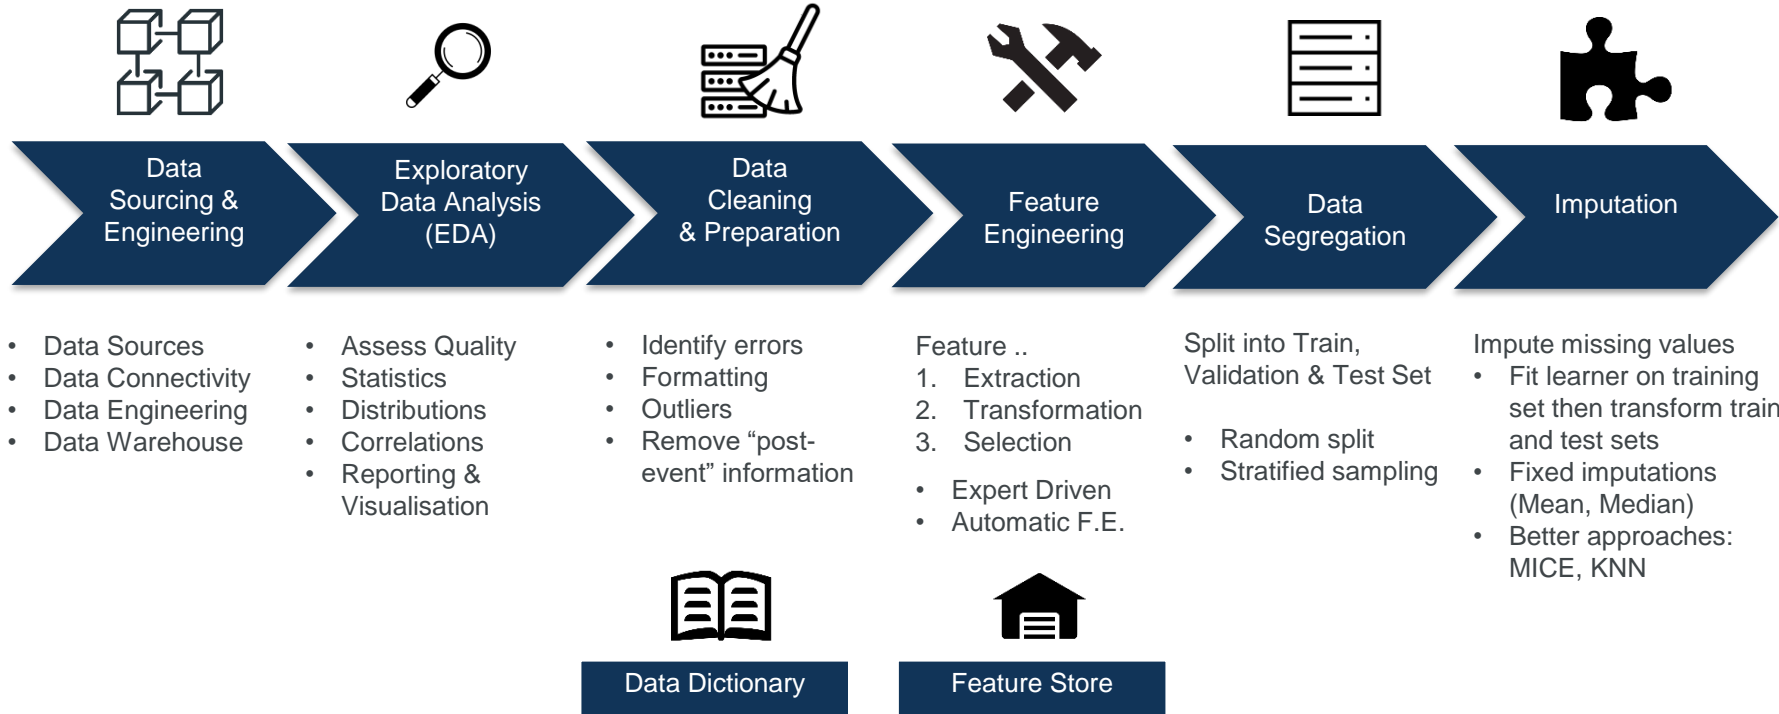 Data
Sourcing &
Engineering
Exploratory
Data Analysis
(EDA)
Data
Cleaning
& Preparation
Feature
Engineering
Data
Segregation
Imputation
• Data Sources
• Data Connectivity
• Data Engineering
• Data Warehouse
• Assess Quality
• Statistics
• Distributions
• Correlations
• Reporting &
Visualisation
• Identify errors
• Formatting
• Outliers
• Remove “post-
event” information
Feature ..
1. Extraction
2. Transformation
3. Selection
• Expert Driven
• Automatic F.E.
Split into Train,
Validation & Test Set
• Random split
• Stratified sampling
Impute missing values
• Fit learner on training
set then transform train
and test sets
• Fixed imputations
(Mean, Median)
• Better approaches:
MICE, KNN
Data Dictionary
Feature Store